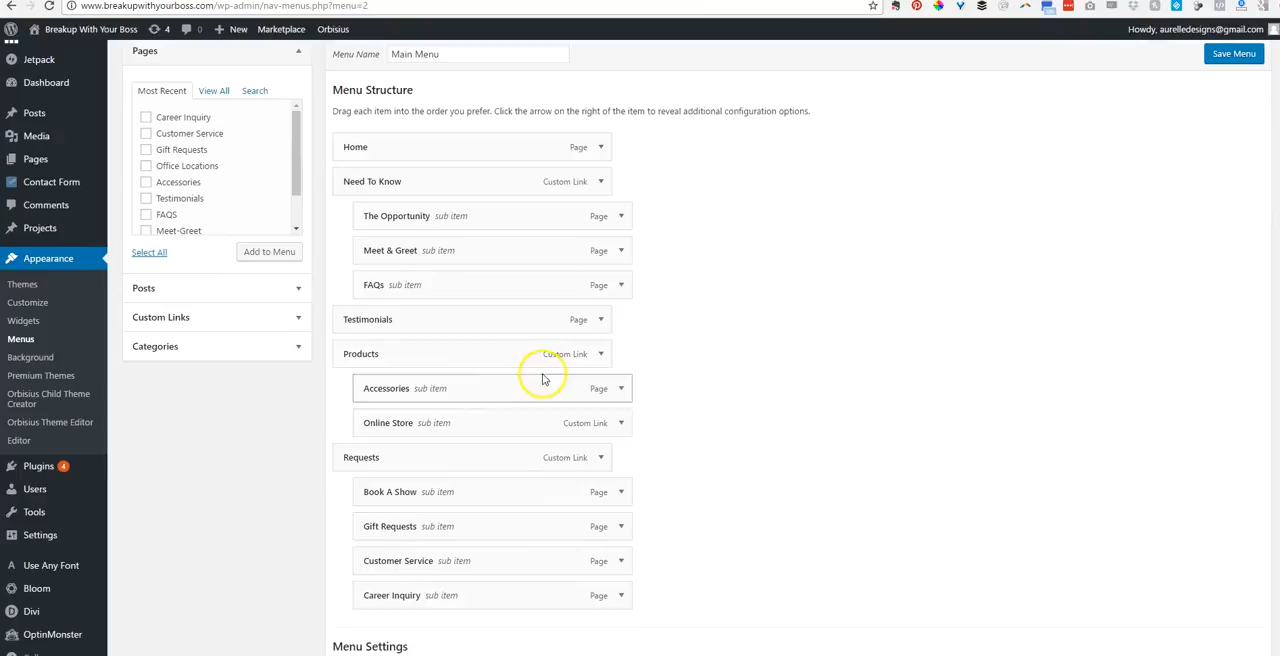 www.breakupwithyourboss.com/wp-admin/nav-menus.php?menu=2
Breakup With Your Boss 4 0 New Marketplace Orbisius Howdy, aurelledesigns@gmail.com
Jetpack
Dashboard
Posts
Media
Pages
Contact Form
Comments
Projects
Appearance
Themes
Customize
Widgets
Menus
Background
Premium Themes
Orbisius Child Theme
Creator
Orbisius Theme Editor
Editor
Plugins 4
Users
Tools
Settings
Use Any Font
Bloom
Divi
OptinMonster
Pages
Most Recent View All Search
Career Inquiry
Customer Service
Gift Requests
Office Locations
Accessories
Testimonials
FAQS
Meet-Greet
Select All Add to Menu
Posts
Custom Links
Categories
Menu Name Main Menu Save Menu
Menu Structure
Drag each item into the order you prefer. Click the arrow on the right of the item to reveal additional configuration options.
Home Page
Need To Know Custom Link
The Opportunity sub item Page
Meet & Greet sub item Page
FAQs sub item Page
Testimonials Page
Products Custom Link
Accessories sub item Page
Online Store sub item Custom Link
Requests Custom Link
Book A Show sub item Page
Gift Requests sub item Page
Customer Service sub item Page
Career Inquiry sub item Page
Menu Settings